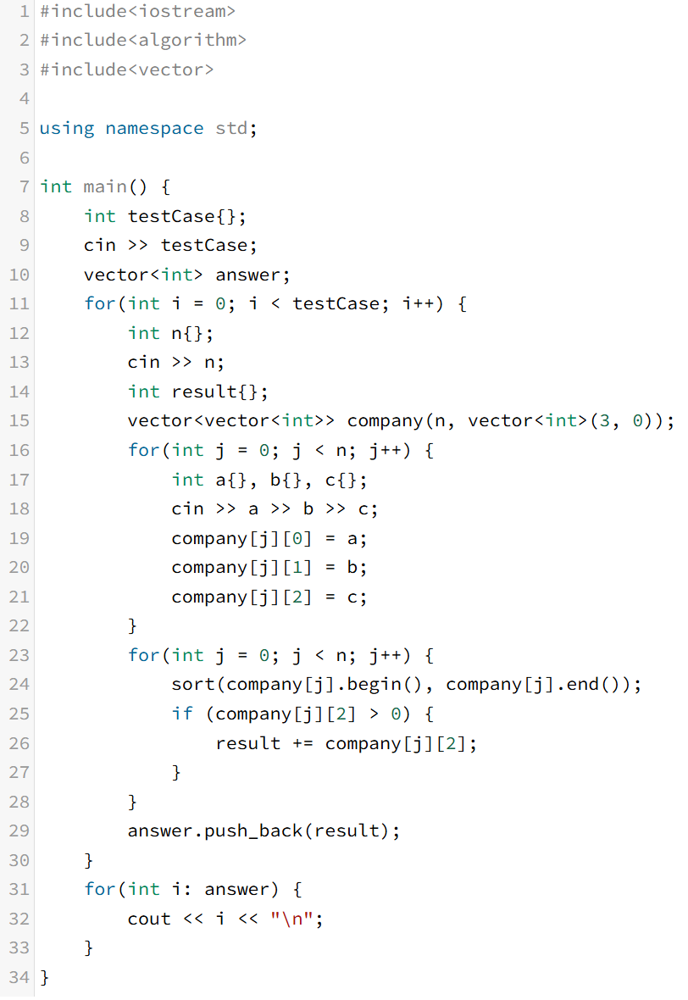 1 #include<iostream>
2 #include<algorithm>
3 #include<vector>
4
5 using namespace std;
6
7 int main() {
8     int testCase{};
9     cin >> testCase;
10     vector<int> answer;
11     for(int i = 0; i < testCase; i++) {
12         int n{};
13         cin >> n;
14         int result{};
15         vector<vector<int>> company(n, vector<int>(3, 0));
16         for(int j = 0; j < n; j++) {
17             int a{}, b{}, c{};
18             cin >> a >> b >> c;
19             company[j][0] = a;
20             company[j][1] = b;
21             company[j][2] = c;
22         }
23         for(int j = 0; j < n; j++) {
24             sort(company[j].begin(), company[j].end());
25             if (company[j][2] > 0) {
26                 result += company[j][2];
27             }
28         }
29         answer.push_back(result);
30     }
31     for(int i: answer) {
32         cout << i << "\n";
33     }
34 }